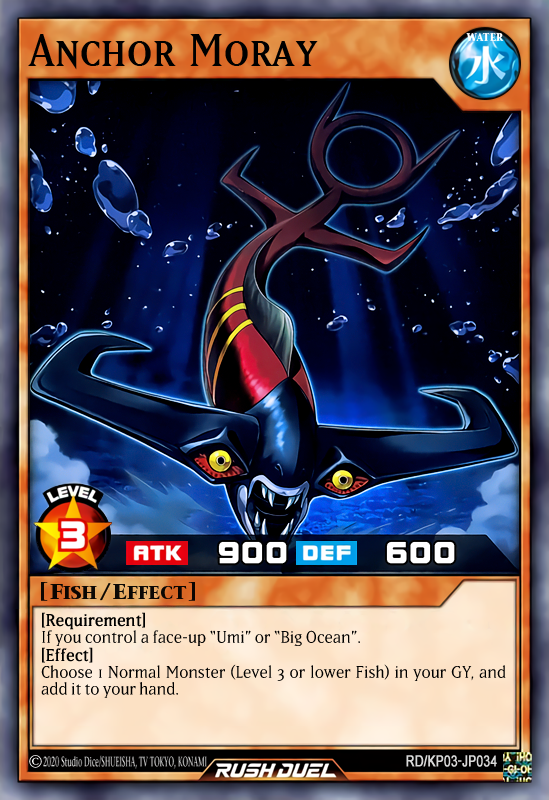 Anchor Moray
WATER
水
LEVEL
3
ATK 900 DEF 600
[Fish/Effect]
[Requirement]
If you control a face-up "Umi" or "Big Ocean".
[Effect]
Choose 1 Normal Monster (Level 3 or lower Fish) in your GY, and
add it to your hand.
©2020 Studio Dice/SHUEISHA, TV TOKYO, KONAMI
RUSH DUEL
RD/KP03-JP034